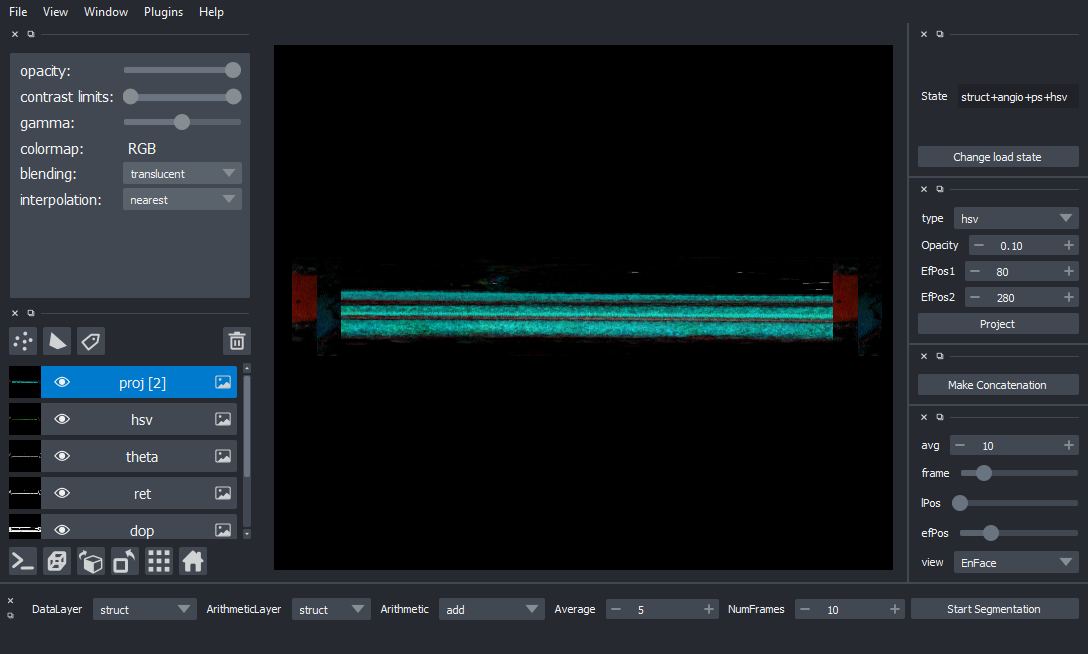 File View Window Plugins Help
opacity:
contrast limits:
gamma:
colormap: RGB
blending: translucent
interpolation: nearest
proj [2]
hsv
theta
ret
dop
State struct+angio+ps+hsv
Change load state
type hsv
Opacity 0.10
EfPos1 80
EfPos2 280
Project
Make Concatenation
avg 10
frame
lPos
efPos
view EnFace
DataLayer struct ArithmeticLayer struct Arithmetic add Average 5 NumFrames 10 Start Segmentation